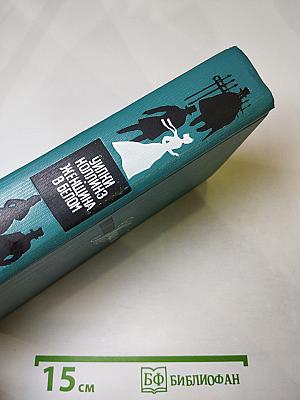 УИЛКИ
КОЛЛИНЗ
ЖЕНЩИНА
В БЕЛОМ
15 см
БФ БИБЛИОФАН